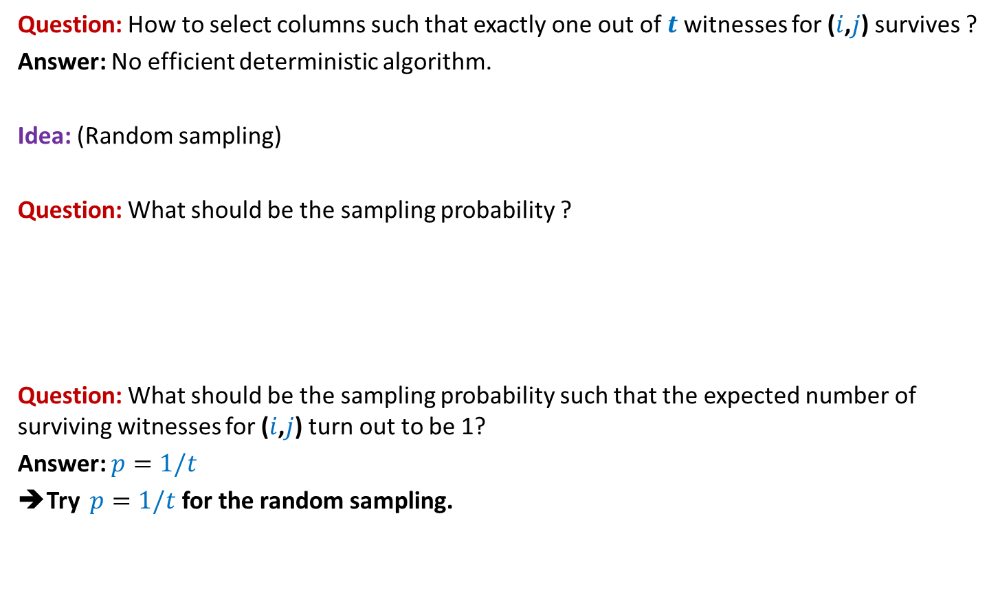 Question: How to select columns such that exactly one out of t witnesses for (i,j) survives ?
Answer: No efficient deterministic algorithm.
Idea: (Random sampling)
Question: What should be the sampling probability ?
Question: What should be the sampling probability such that the expected number of
surviving witnesses for (i,j) turn out to be 1?
Answer: p = 1/t
➔Try p = 1/t for the random sampling.